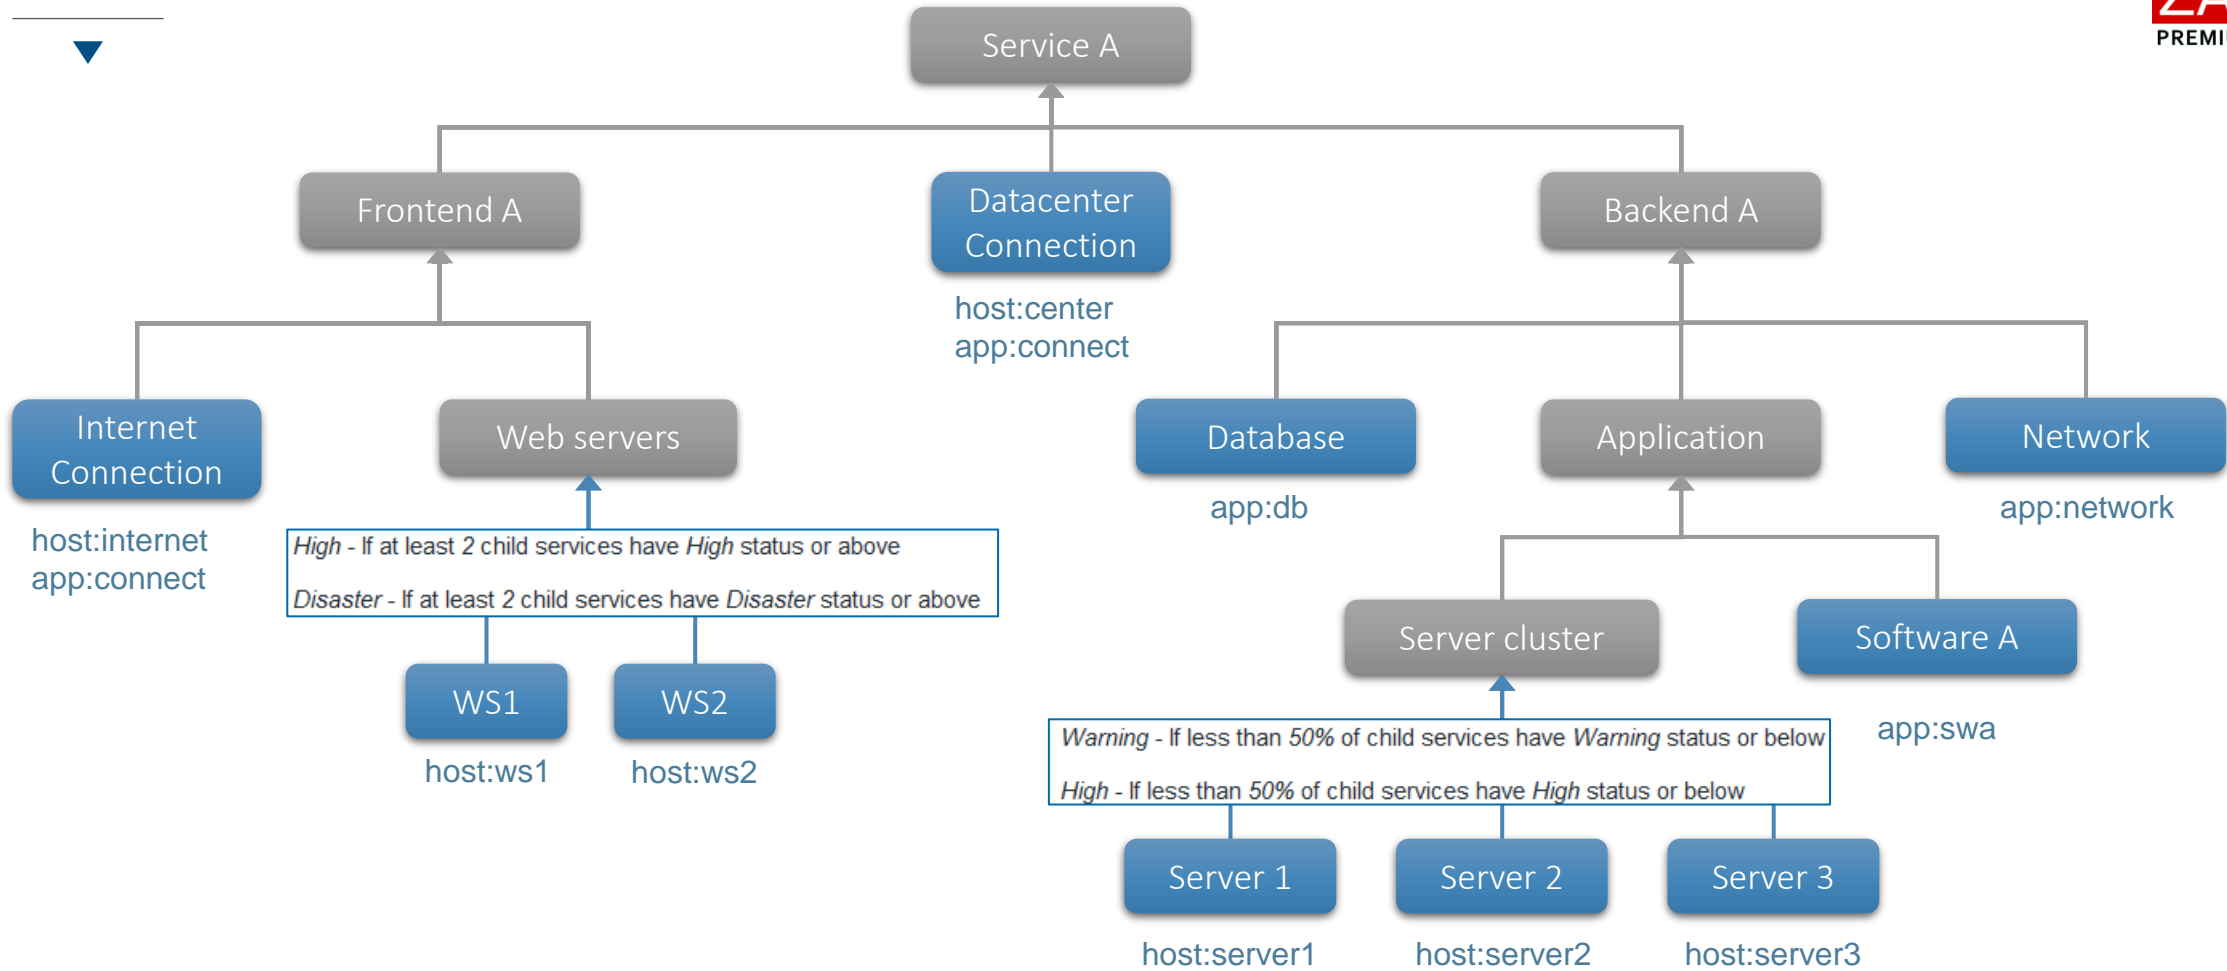 Service A
PREMI
Frontend A
Datacenter
Connection
Backend A
host:center
app:connect
Internet
Connection
Web servers
Database
Application
Network
host:internet
app:connect
app:db
app:network
High - If at least 2 child services have High status or above
Disaster - If at least 2 child services have Disaster status or above
Server cluster
Software A
WS1
WS2
app:swa
host:ws1
host:ws2
Warning - If less than 50% of child services have Warning status or below
High - If less than 50% of child services have High status or below
Server 1
Server 2
Server 3
host:server1
host:server2
host:server3